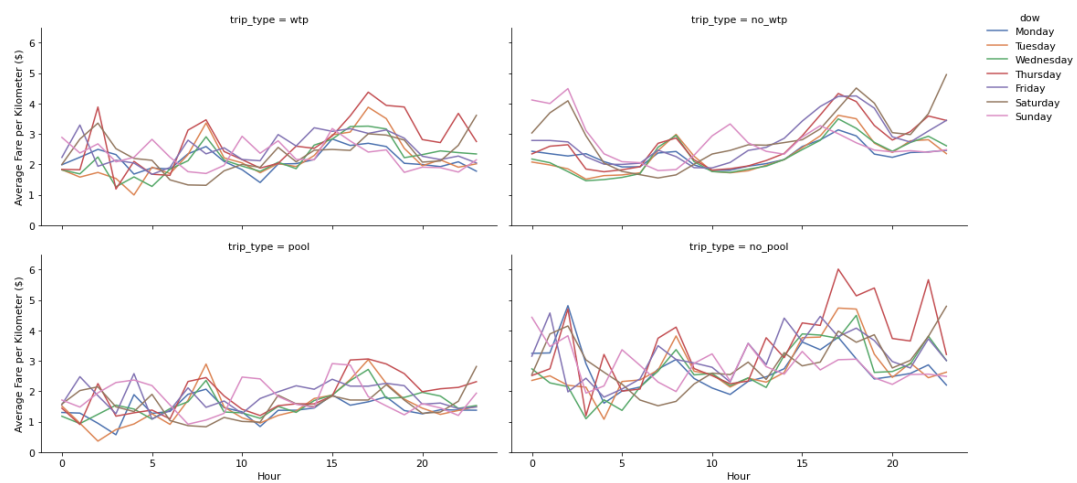 trip_type = wtp
trip_type = no_wtp
dow
Monday
Tuesday
Wednesday
Thursday
Friday
Saturday
Sunday
Average Fare per Kilometer ($)
6
5
4
3
2
1
0
trip_type = pool
trip_type = no_pool
Average Fare per Kilometer ($)
6
5
4
3
2
1
0
0 5 10 15 20
0 5 10 15 20
Hour
Hour